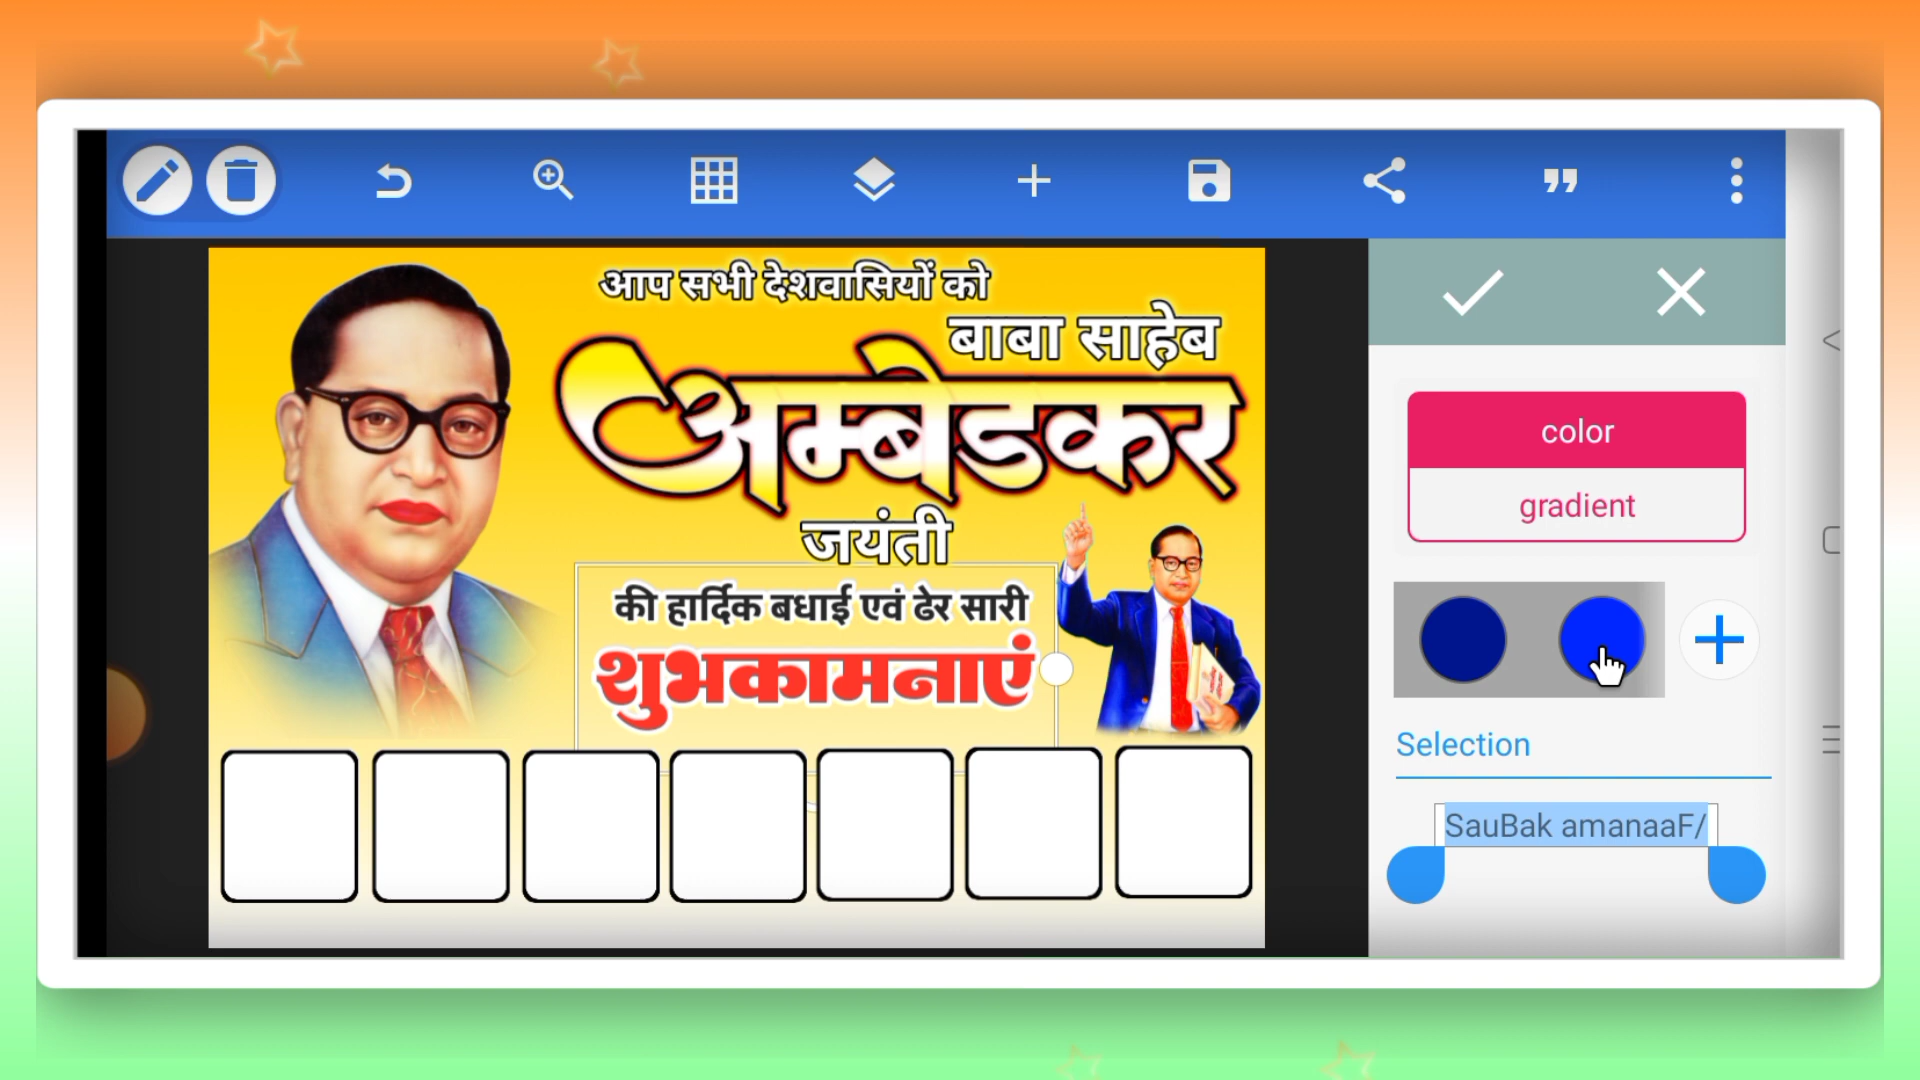 आप सभी देशवासियों को
बाबा साहेब
अम्बेडकर
जयंती
की हार्दिक बधाई एवं ढेर सारी
शुभकामनाएं
color
gradient
Selection
SauBak amanaaF/